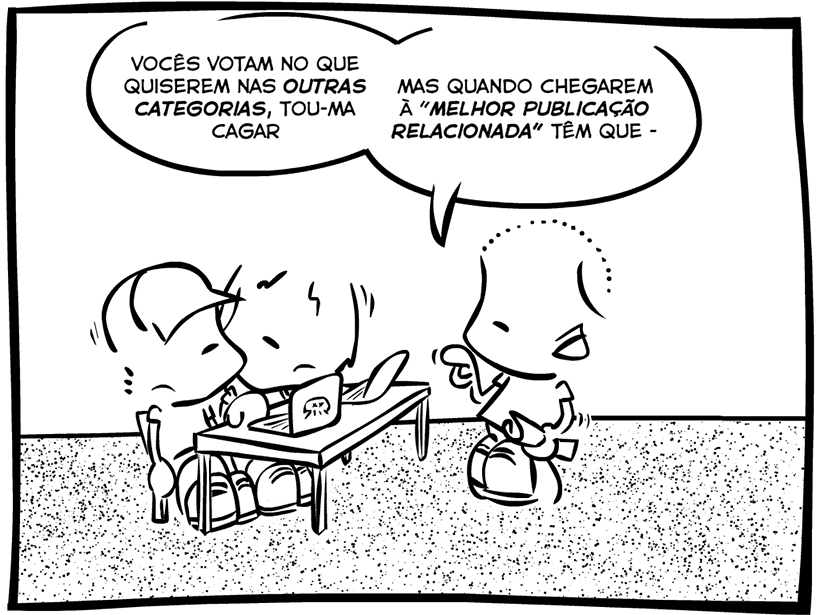 VOCÊS VOTAM NO QUE
QUISEREM NAS OUTRAS
CATEGORIAS, TOU-MA
CAGAR
MAS QUANDO CHEGAREM
À "MELHOR PUBLICAÇÃO
RELACIONADA" TÊM QUE -